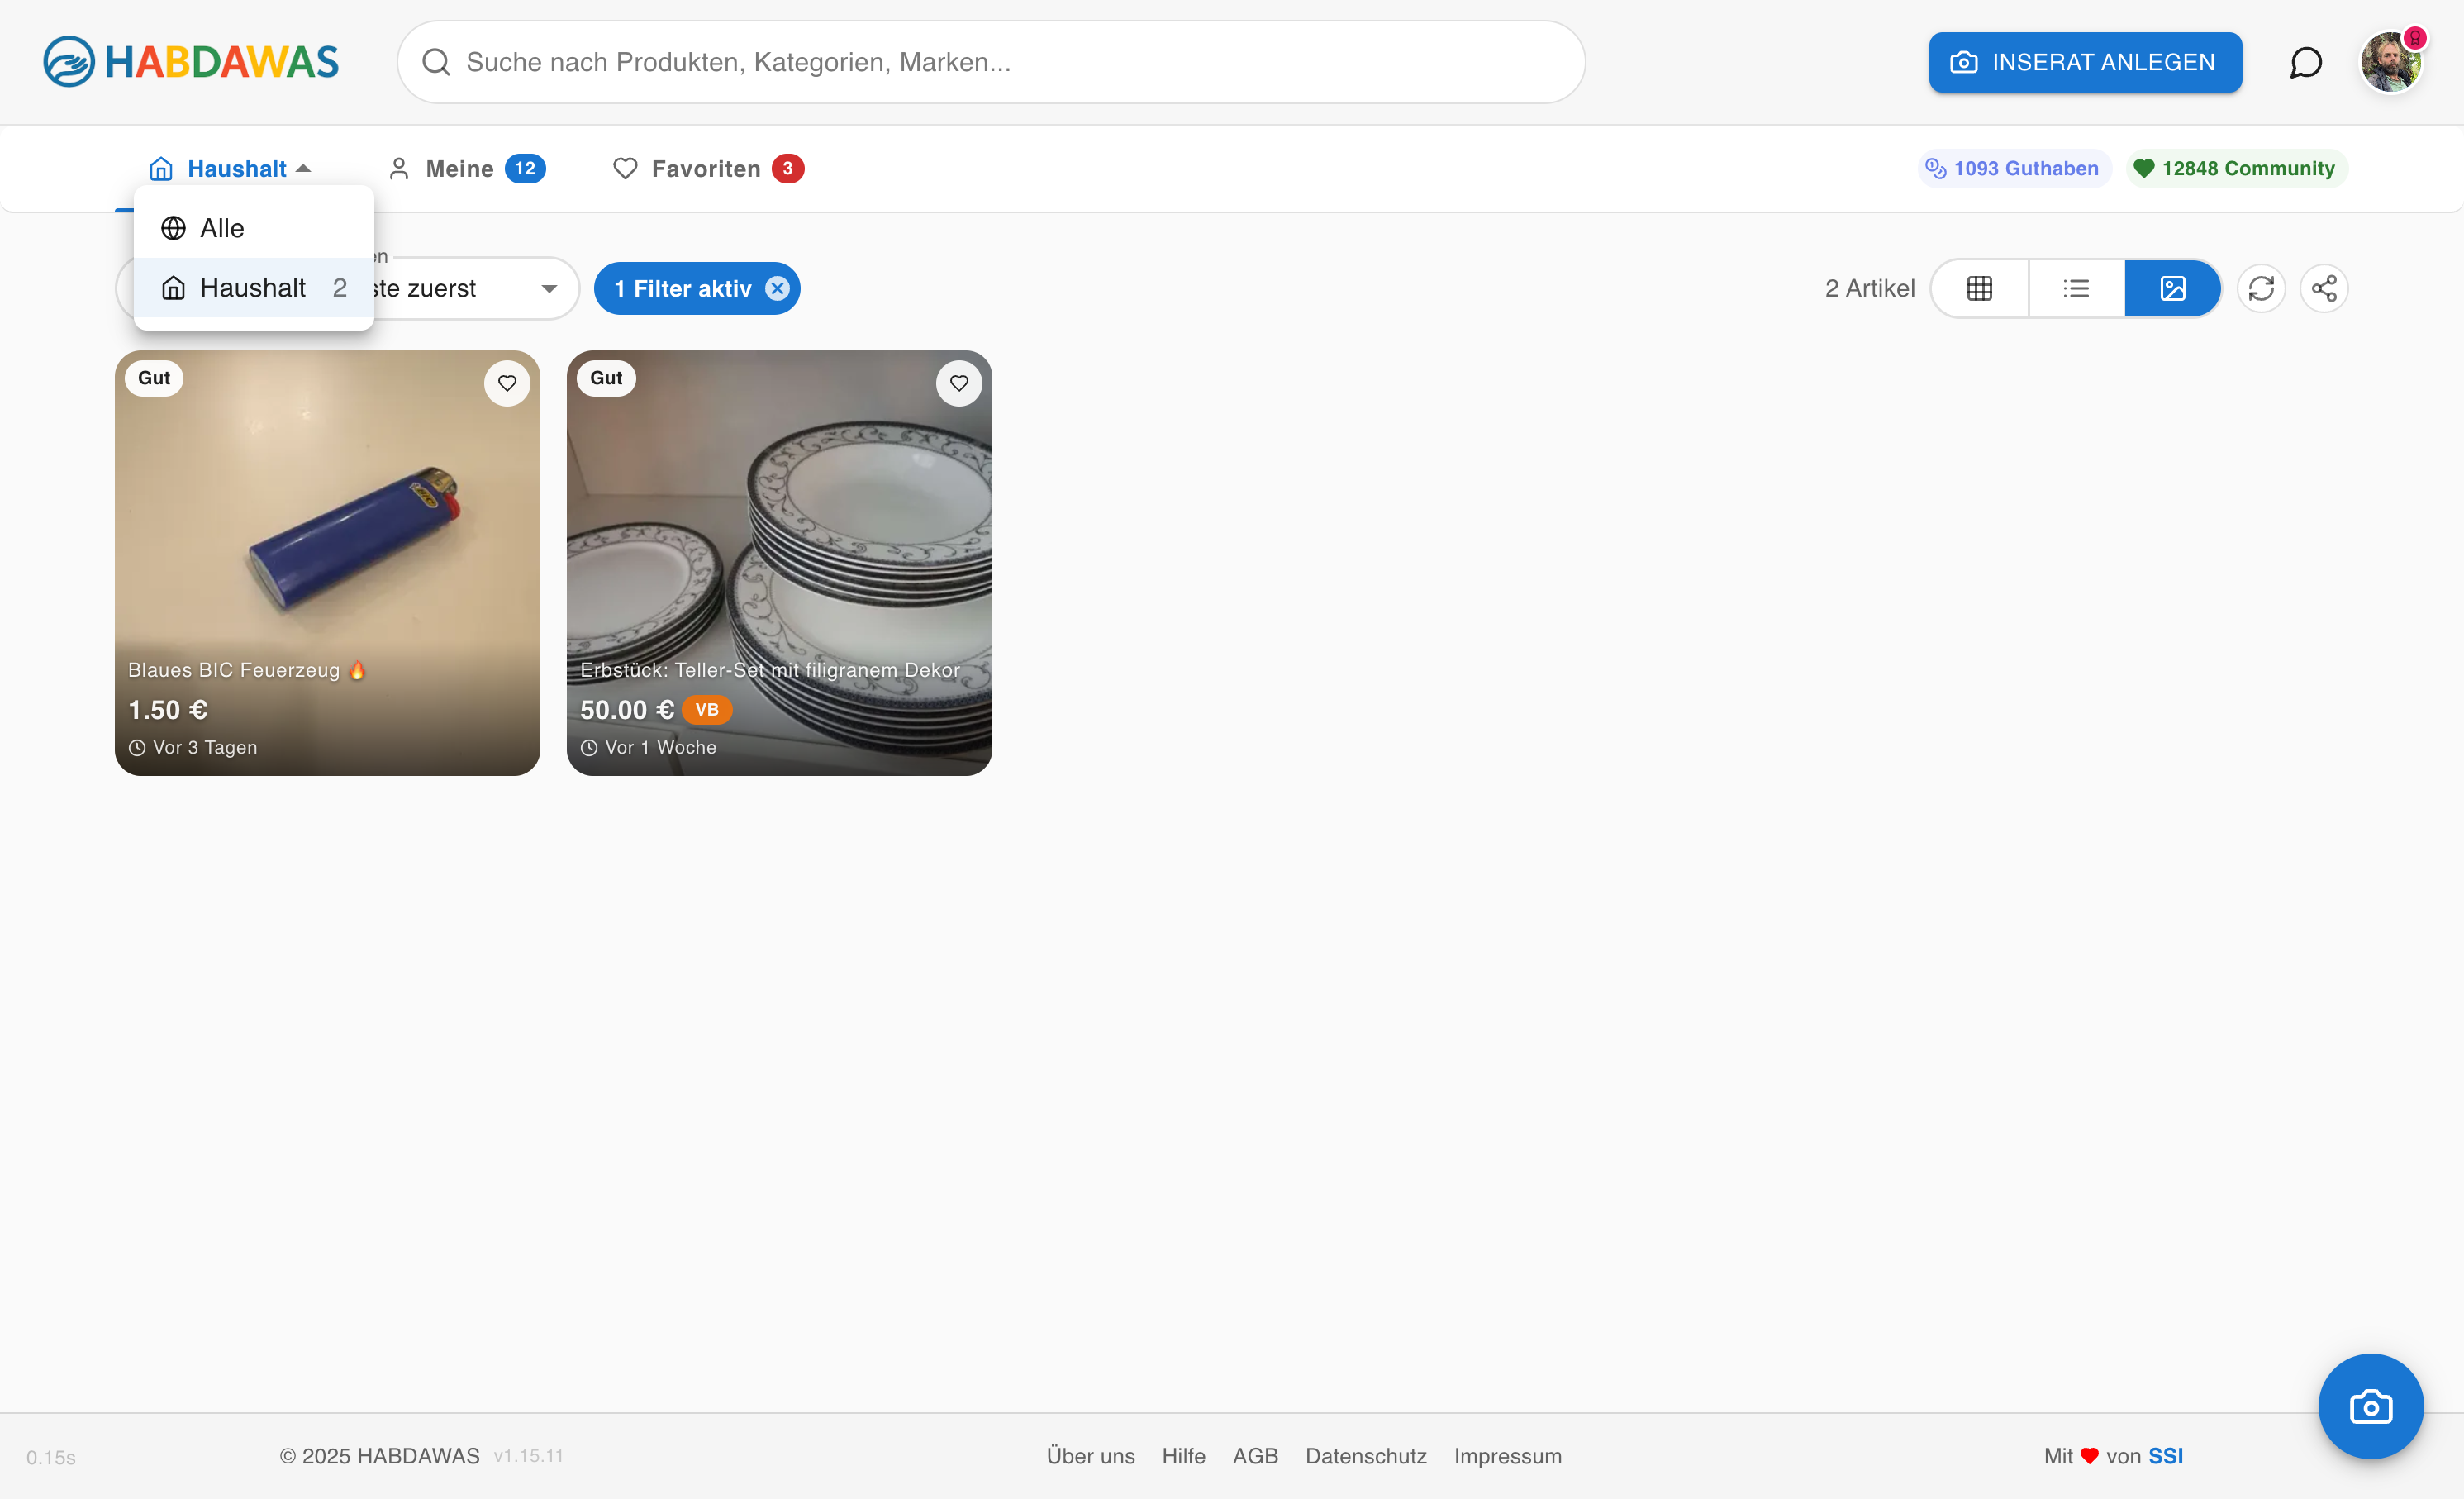 HABDAWAS
Suche nach Produkten, Kategorien, Marken...
INSERAT ANLEGEN
Haushalt
Meine 12
Favoriten 3
1093 Guthaben
12848 Community
Alle
Haushalt 2
en
ste zuerst
1 Filter aktiv
2 Artikel
Gut
BIC
Blaues BIC Feuerzeug 🔥
1.50 €
Vor 3 Tagen
Gut
Erbstück: Teller-Set mit filigranem Dekor
50.00 € VB
Vor 1 Woche
0.15s
© 2025 HABDAWAS v1.15.11
Über uns Hilfe AGB Datenschutz Impressum
Mit ❤ von SSI